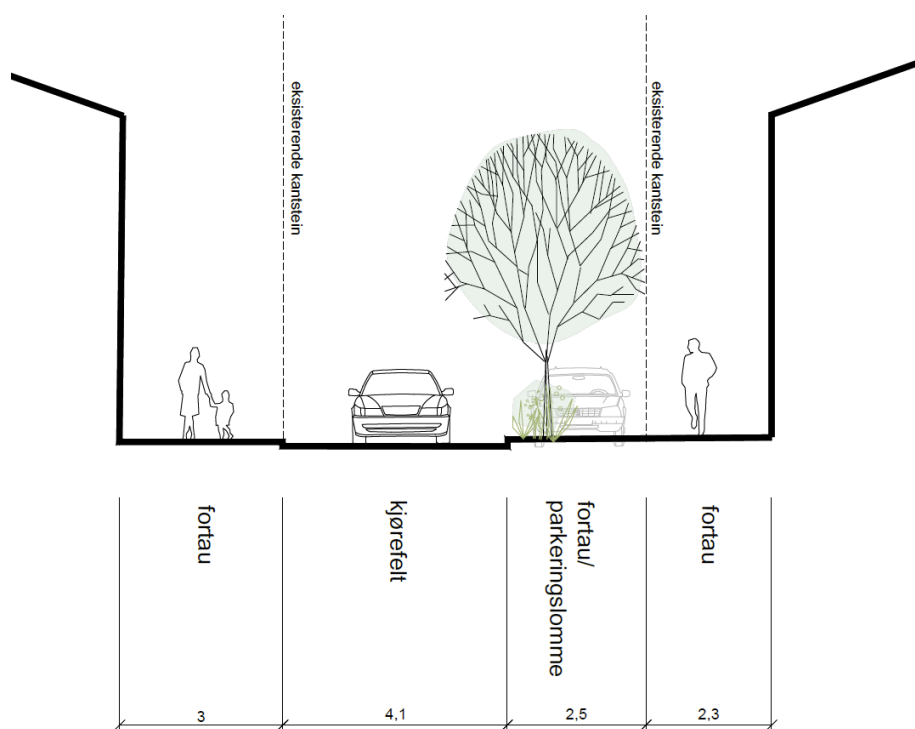 eksisterende kantstein
eksisterende kantstein
fortau
kjørefelt
fortau/
parkeringslomme
fortau
3
4,1
2,5
2,3